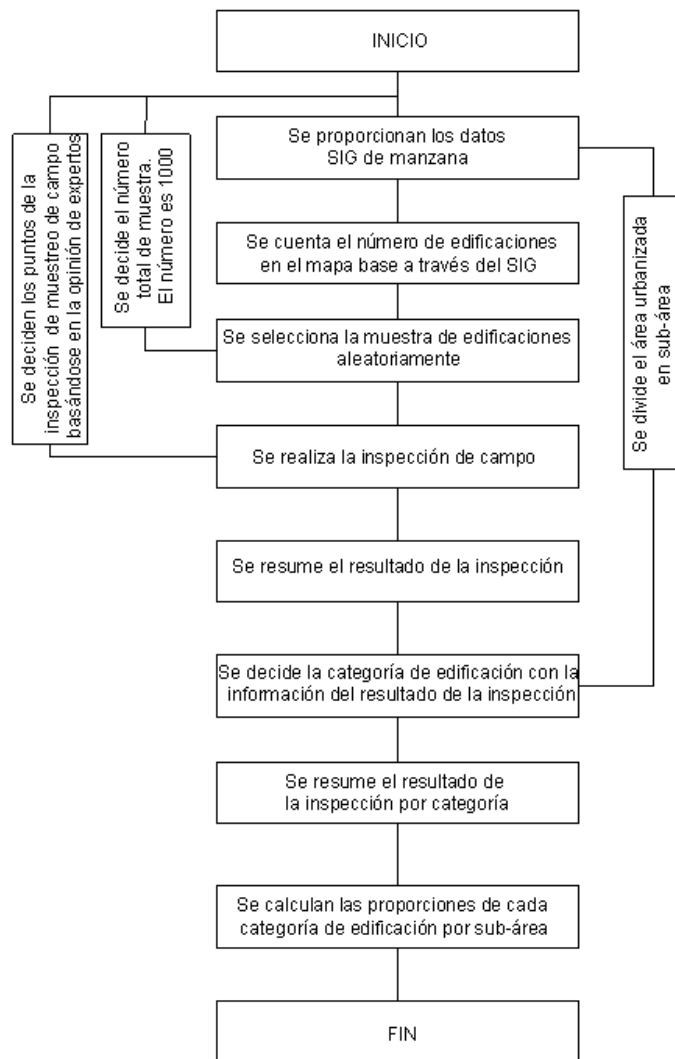 INICIO
Se deciden los puntos de la
inspección de muestreo de campo
basándose en la opinión de expertos
Se decide el número
total de muestra.
El número es 1000
Se proporcionan los datos
SIG de manzana
Se divide el área urbanizada
en sub-área
Se cuenta el número de edificaciones
en el mapa base a través del SIG
Se selecciona la muestra de edificaciones
aleatoriamente
Se realiza la inspección de campo
Se resume el resultado de la inspección
Se decide la categoría de edificación con la
información del resultado de la inspección
Se resume el resultado de
la inspección por categoría
Se calculan las proporciones de cada
categoría de edificación por sub-área
FIN